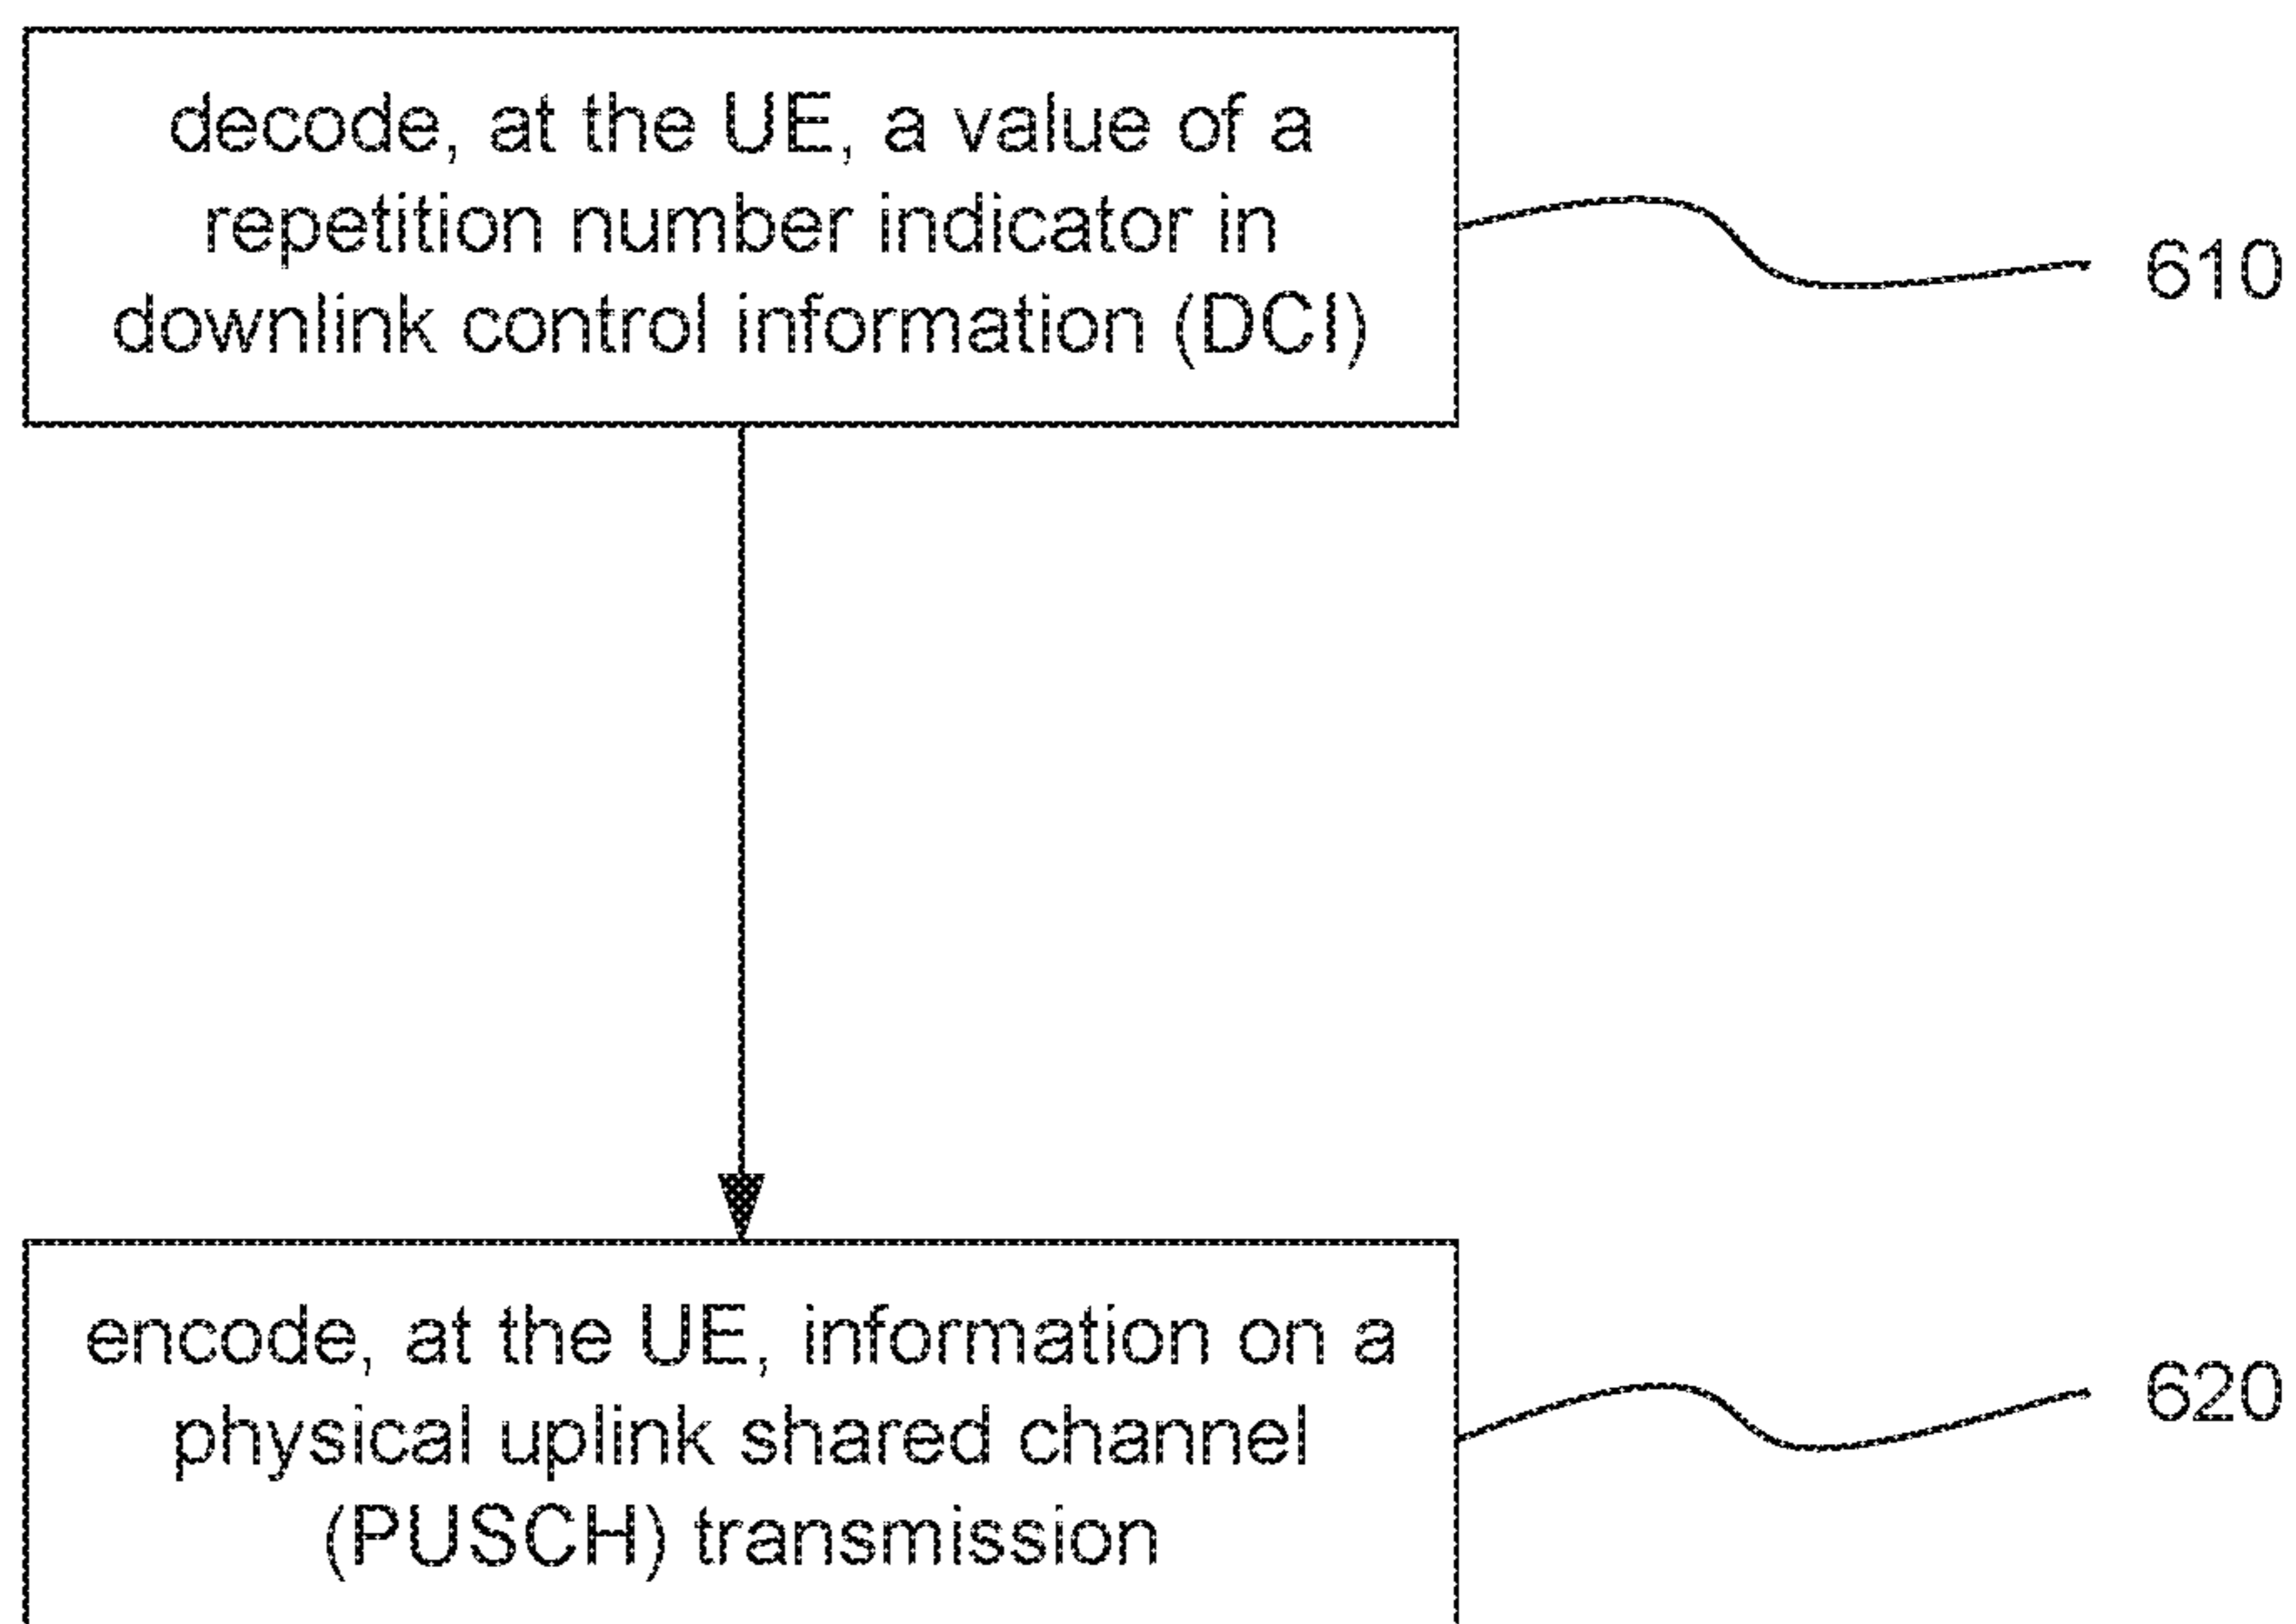 decode, at the UE, a value of a
repetition number indicator in
downlink control information (DCI)
610
encode, at the UE, information on a
physical uplink shared channel
(PUSCH) transmission
620